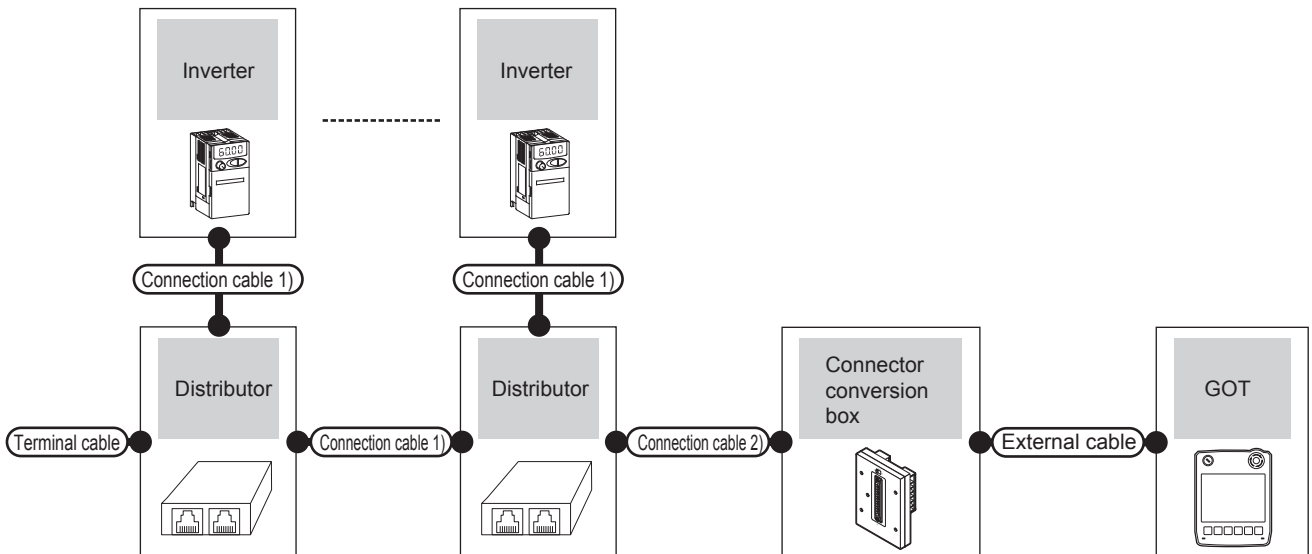 Inverter
Inverter
60.00
60.00
Connection cable 1)
Connection cable 1)
Distributor
Distributor
Connector
conversion
box
GOT
Terminal cable
Connection cable 1)
Connection cable 2)
External cable